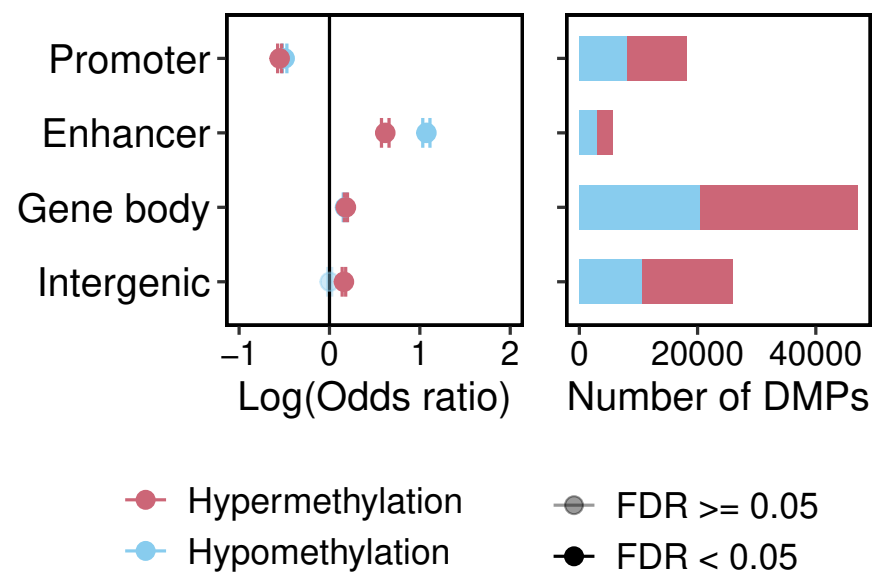 Promoter
Enhancer
Gene body
Intergenic
−1 0 1 2
0 20000 40000
Log(Odds ratio)
Number of DMPs
Hypermethylation
Hypomethylation
FDR >= 0.05
FDR < 0.05